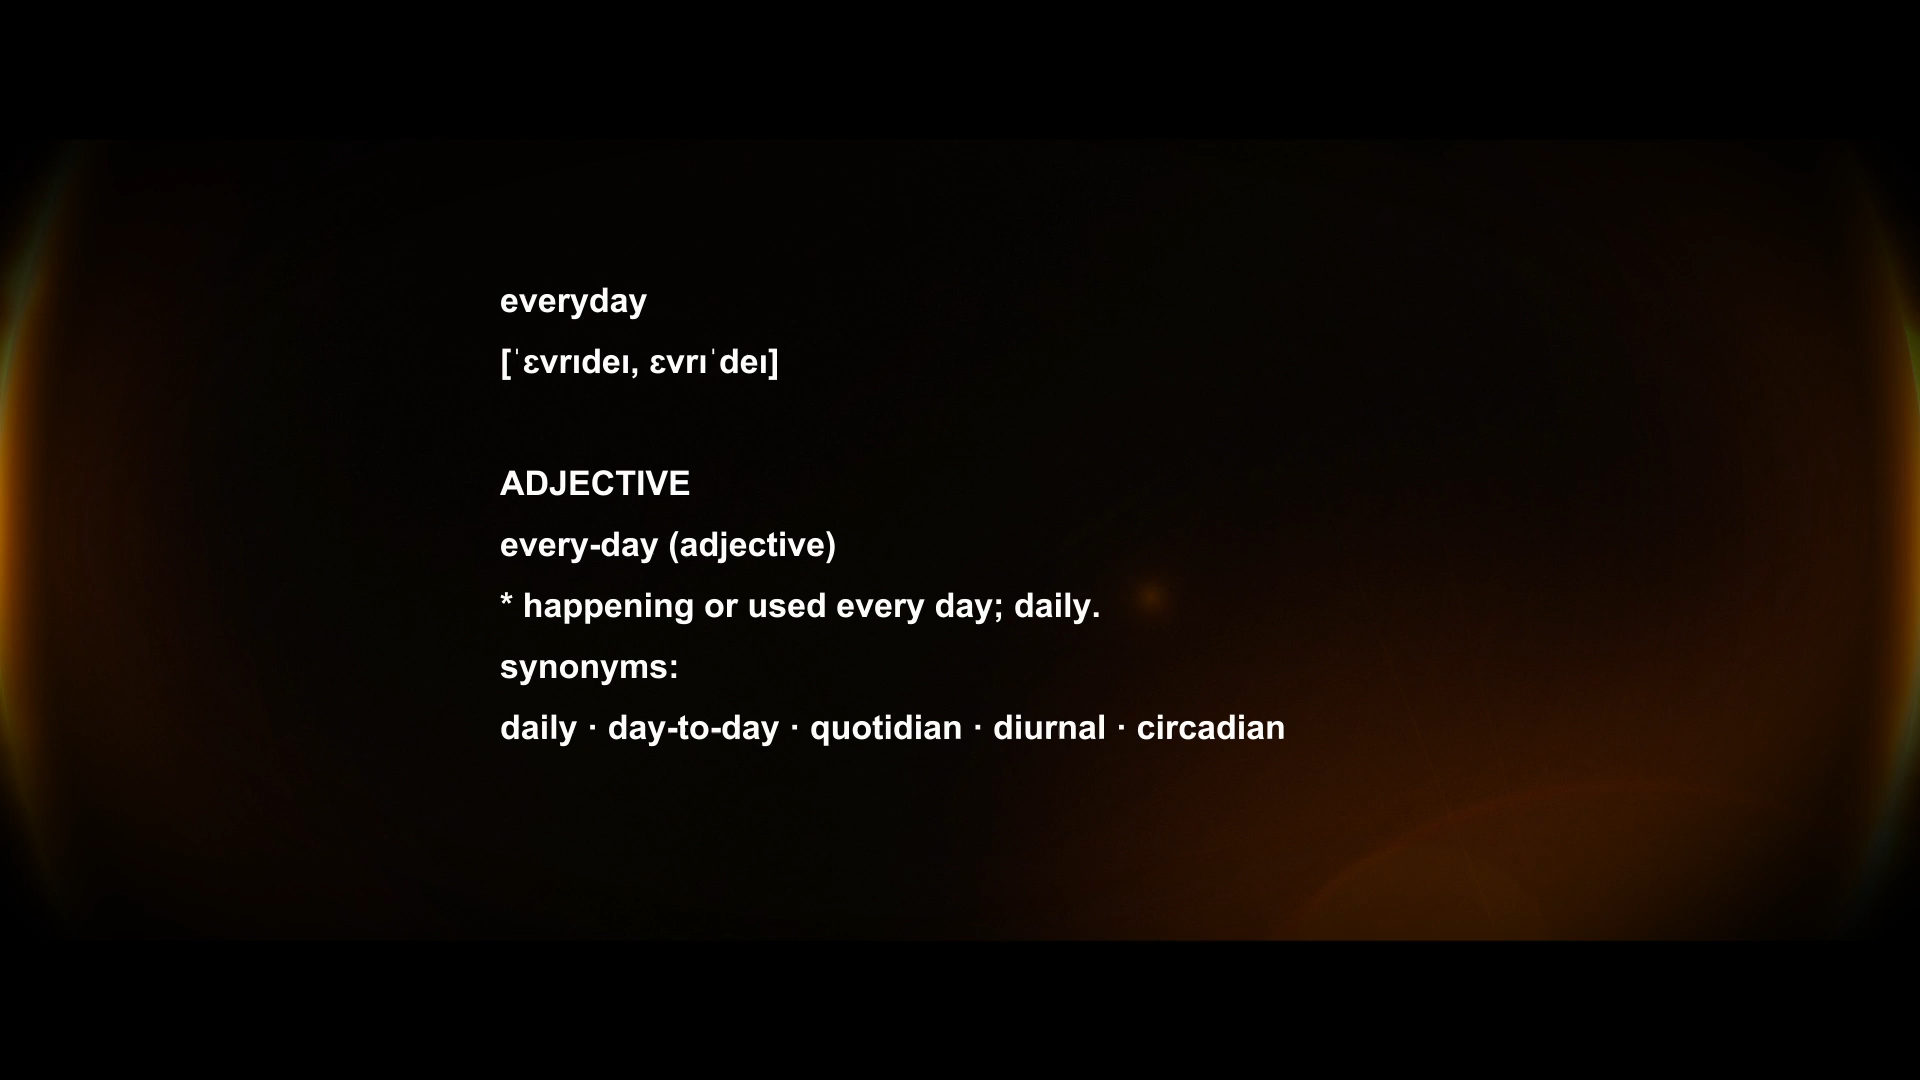 everyday
[ˈɛvrɪdeɪ, ɛvrɪˈdeɪ]
ADJECTIVE
every-day (adjective)
* happening or used every day; daily.
synonyms:
daily · day-to-day · quotidian · diurnal · circadian